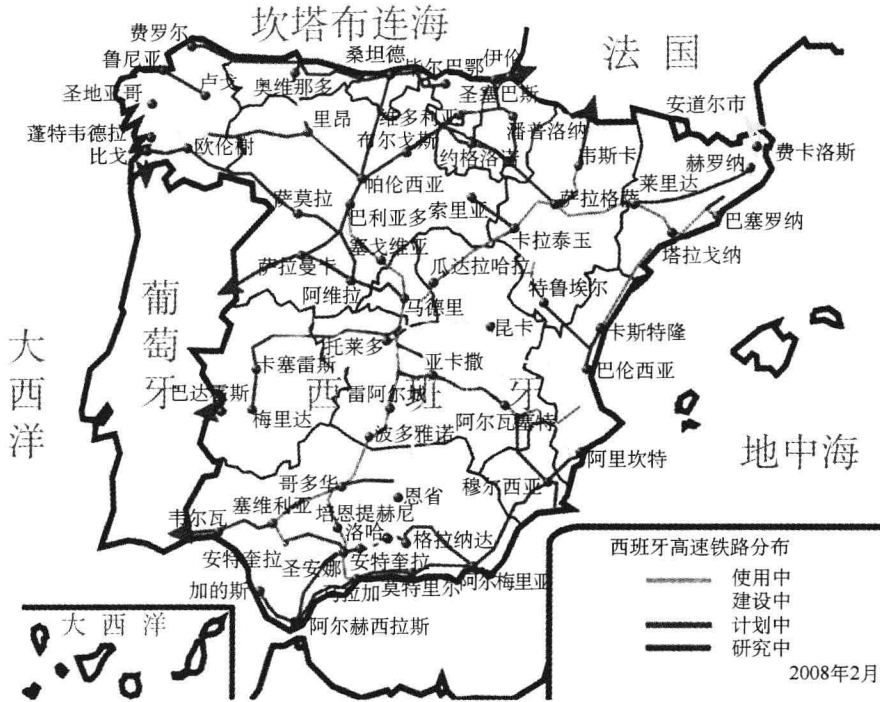 坎塔布连海
法国
费罗尔
鲁尼亚
卢戈
圣地亚哥
蓬特韦德拉
比戈
欧伦榭
奥维那多
里昂
桑坦德
毕尔巴鄂
伊伦
圣塞巴斯
维多利亚
潘普洛纳
布尔戈斯
约格洛诺
韦斯卡
安道尔市
费卡洛斯
赫罗纳
莱里达
萨莫拉
帕伦西亚
巴利亚多
索里亚
萨拉格萨
卡拉泰玉
塔拉戈纳
巴塞罗纳
塞戈维亚
瓜达拉哈拉
萨拉曼卡
阿维拉
马德里
特鲁埃尔
昆卡
卡斯特隆
巴伦西亚
托莱多
亚卡撒
卡塞雷斯
巴达雷斯
梅里达
雷阿尔城
阿尔瓦塞特
波多雅诺
阿里坎特
穆尔西亚
哥多华
恩省
塞维利亚
培恩提赫尼
韦尔瓦
洛哈
格拉纳达
安特奎拉
圣安娜
安特奎拉
加的斯
马拉加
莫特里尔
阿尔梅里亚
阿尔赫西拉斯
葡萄牙
西班牙
大西洋
地中海
大西洋
西班牙高速铁路分布
使用中
建设中
计划中
研究中
2008年2月